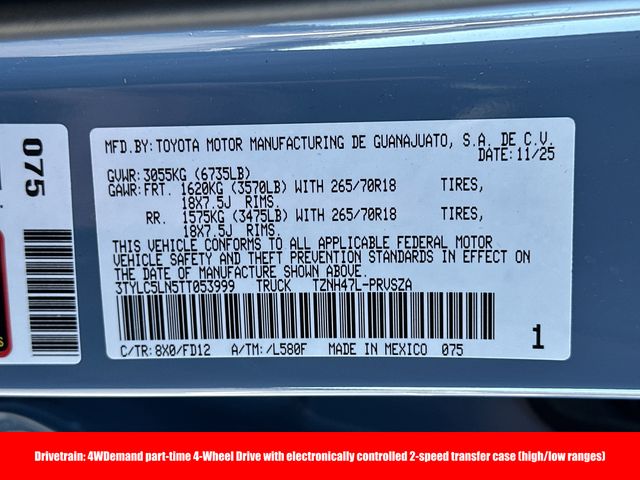 075
MFD.BY:TOYOTA MOTOR MANUFACTURING DE GUANAJUATO, S.A. DE C.V.
DATE:11/25
GVWR:3055KG (6735LB)
GAWR:FRT. 1620KG (3570LB) WITH 265/70R18 TIRES,
18X7.5J RIMS.
RR. 1575KG (3475LB) WITH 265/70R18 TIRES,
18X7.5J RIMS.
THIS VEHICLE CONFORMS TO ALL APPLICABLE FEDERAL MOTOR
VEHICLE SAFETY AND THEFT PREVENTION STANDARDS IN EFFECT ON
THE DATE OF MANUFACTURE SHOWN ABOVE.
3TYLC5LN5TT053999 TRUCK TZNH47L-PRVSZA
C/TR:8X0/FD12 A/TM:/L580F MADE IN MEXICO 075
1
Drivetrain: 4WDemand part-time 4-Wheel Drive with electronically controlled 2-speed transfer case (high/low ranges)